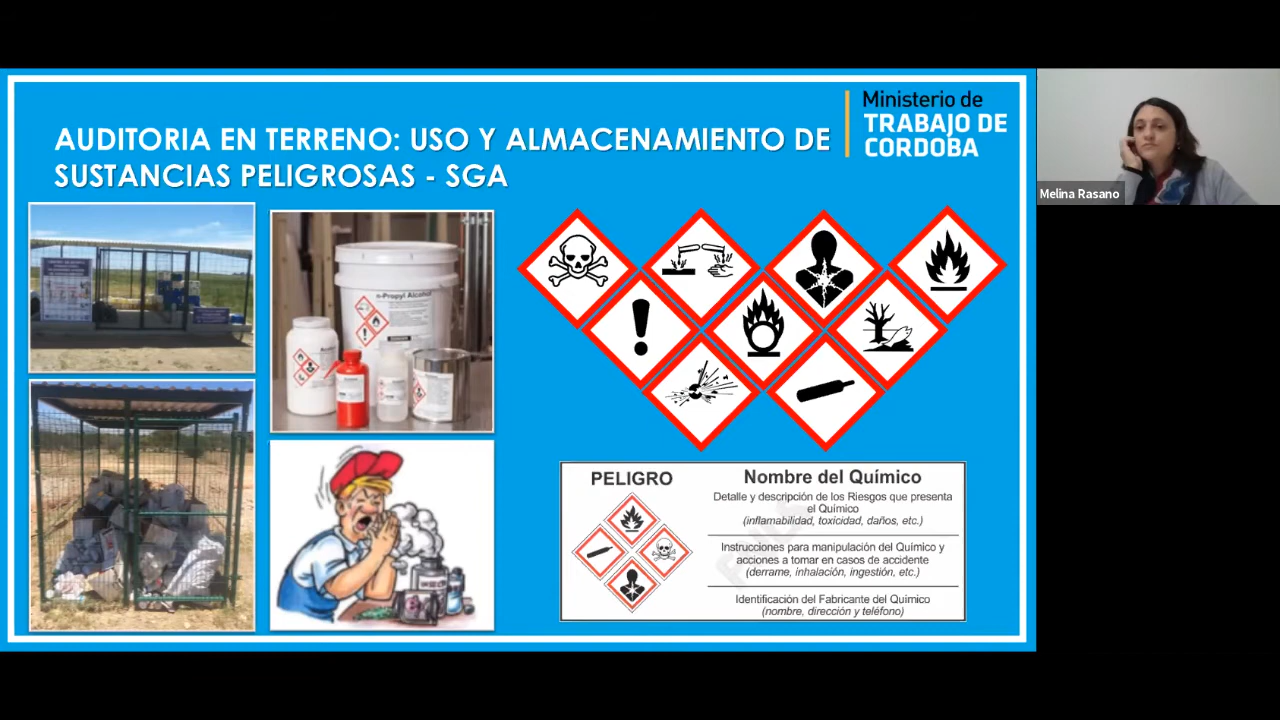 AUDITORIA EN TERRENO: USO Y ALMACENAMIENTO DE
SUSTANCIAS PELIGROSAS - SGA
Ministerio de
TRABAJO DE
CORDOBA
Melina Rasano
n-Propyl Alcohol
PELIGRO
Nombre del Químico
Detalle y descripción de los Riesgos que presenta
el Químico
(inflamabilidad, toxicidad, daños, etc.)
Instrucciones para manipulación del Químico y
acciones a tomar en casos de accidente
(derrame, inhalación, ingestión, etc.)
Identificación del Fabricante del Químico
(nombre, dirección y teléfono)